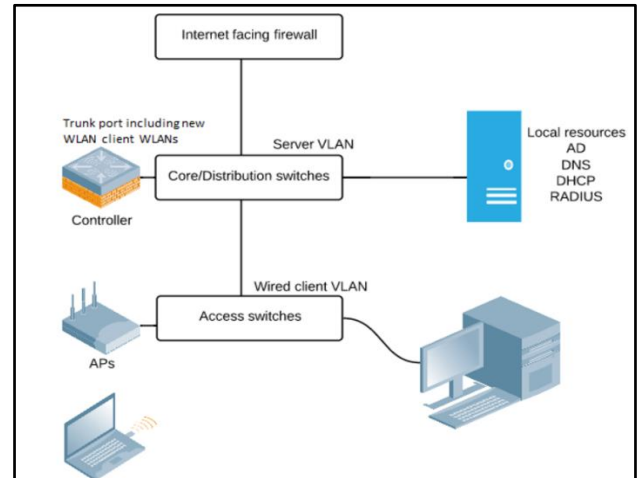 Internet facing firewall
Trunk port including new
WLAN client WLANs
Server VLAN
Core/Distribution switches
Controller
Local resources
AD
DNS
DHCP
RADIUS
Wired client VLAN
Access switches
APs